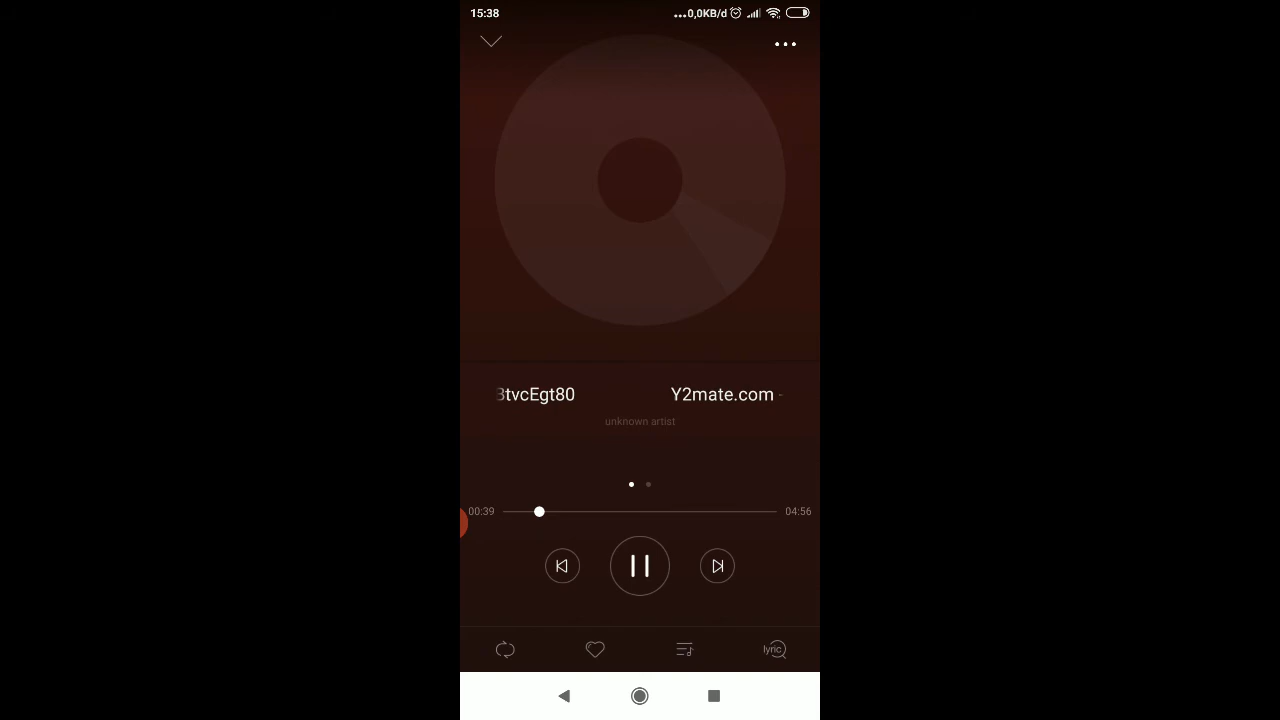 15:38 ...0,0KB/d
3tvcEgt80 Y2mate.com -
unknown artist
00:39 04:56
lyric